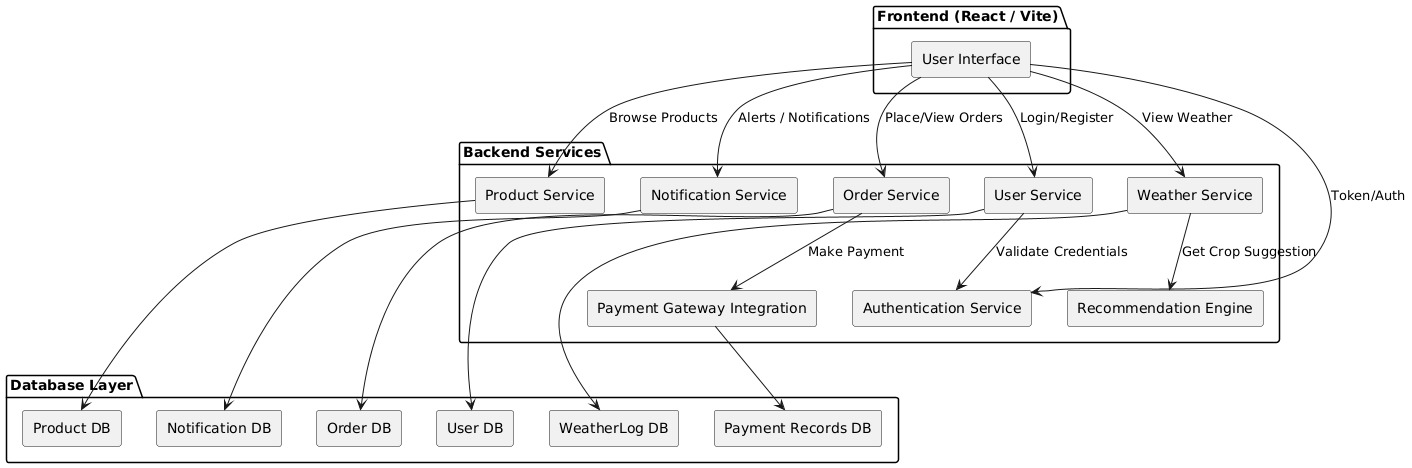 Frontend (React / Vite)
User Interface
Browse Products
Alerts / Notifications
Place/View Orders
Login/Register
View Weather
Backend Services
Product Service
Notification Service
Order Service
User Service
Weather Service
Token/Auth
Make Payment
Validate Credentials
Get Crop Suggestion
Payment Gateway Integration
Authentication Service
Recommendation Engine
Database Layer
Product DB
Notification DB
Order DB
User DB
WeatherLog DB
Payment Records DB